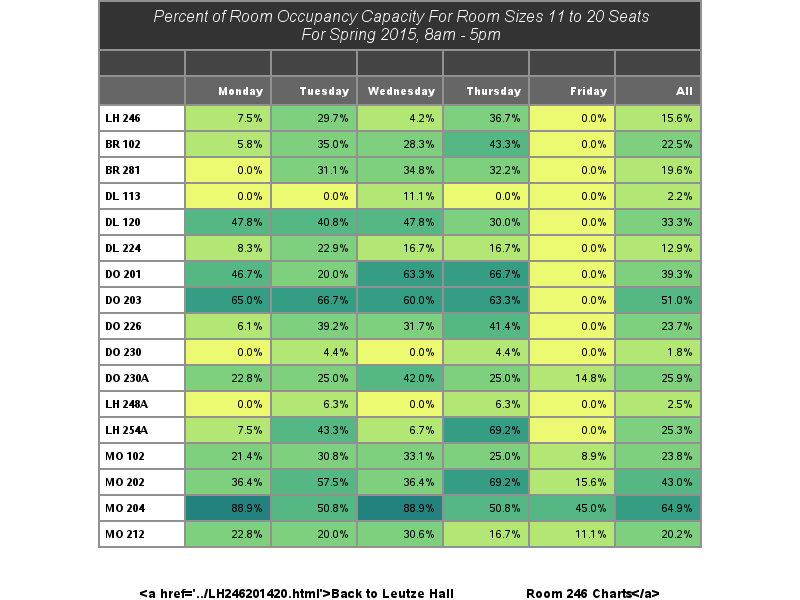 Percent of Room Occupancy Capacity For Room Sizes 11 to 20 Seats
For Spring 2015, 8am - 5pm
Monday Tuesday Wednesday Thursday Friday All
LH 246 7.5% 29.7% 4.2% 36.7% 0.0% 15.6%
BR 102 5.8% 35.0% 28.3% 43.3% 0.0% 22.5%
BR 281 0.0% 31.1% 34.8% 32.2% 0.0% 19.6%
DL 113 0.0% 0.0% 11.1% 0.0% 0.0% 2.2%
DL 120 47.8% 40.8% 47.8% 30.0% 0.0% 33.3%
DL 224 8.3% 22.9% 16.7% 16.7% 0.0% 12.9%
DO 201 46.7% 20.0% 63.3% 66.7% 0.0% 39.3%
DO 203 65.0% 66.7% 60.0% 63.3% 0.0% 51.0%
DO 226 6.1% 39.2% 31.7% 41.4% 0.0% 23.7%
DO 230 0.0% 4.4% 0.0% 4.4% 0.0% 1.8%
DO 230A 22.8% 25.0% 42.0% 25.0% 14.8% 25.9%
LH 248A 0.0% 6.3% 0.0% 6.3% 0.0% 2.5%
LH 254A 7.5% 43.3% 6.7% 69.2% 0.0% 25.3%
MO 102 21.4% 30.8% 33.1% 25.0% 8.9% 23.8%
MO 202 36.4% 57.5% 36.4% 69.2% 15.6% 43.0%
MO 204 88.9% 50.8% 88.9% 50.8% 45.0% 64.9%
MO 212 22.8% 20.0% 30.6% 16.7% 11.1% 20.2%
<a href='../LH246201420.html'>Back to Leutze Hall Room 246 Charts</a>